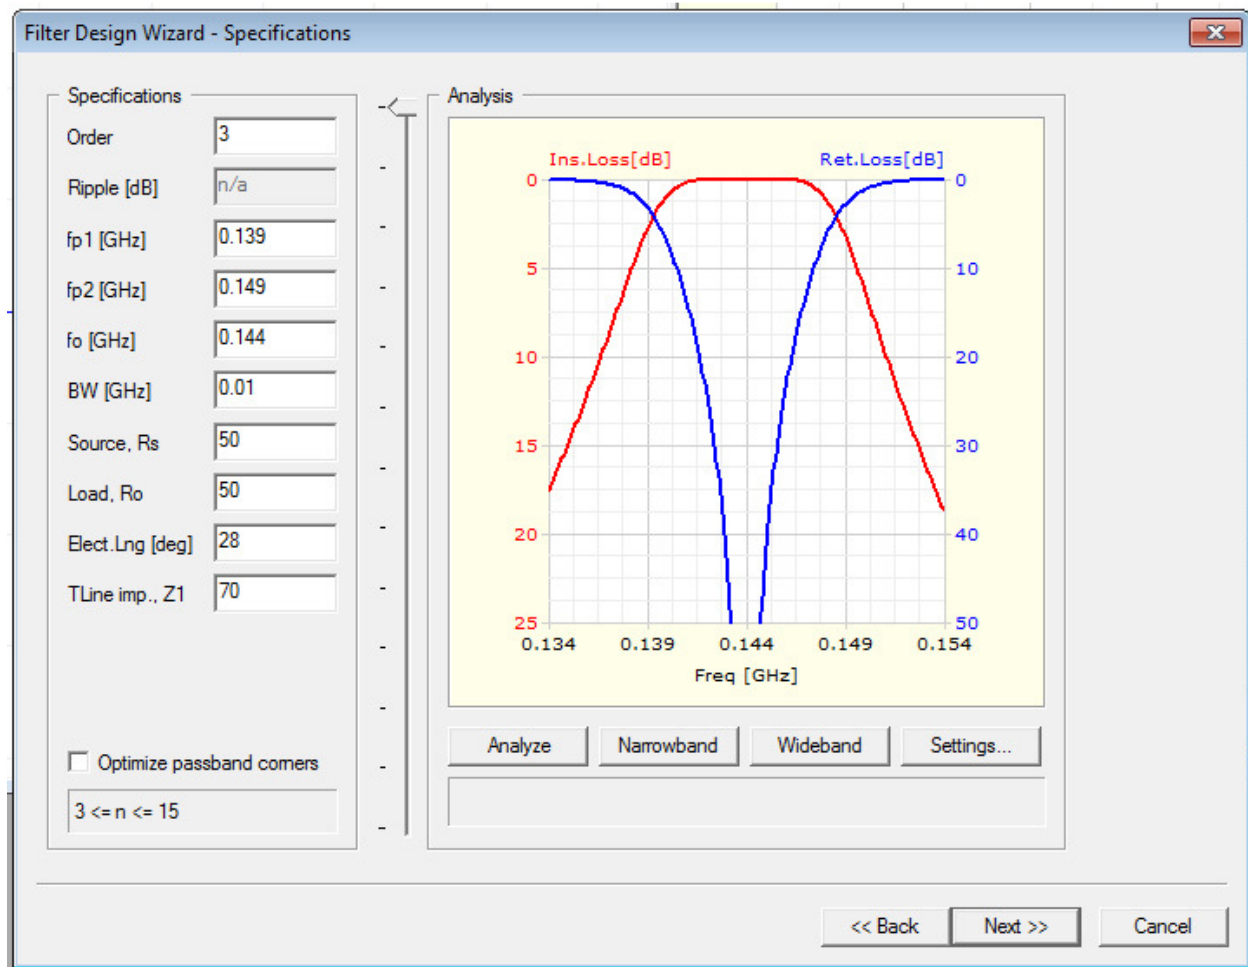 Filter Design Wizard - Specifications
Specifications
Order 3
Ripple [dB] n/a
fp1 [GHz] 0.139
fp2 [GHz] 0.149
fo [GHz] 0.144
BW [GHz] 0.01
Source, Rs 50
Load, Ro 50
Elect.Lng [deg] 28
TLine imp., Z1 70
Optimize passband corners
3 <= n <= 15
Analysis
Ins.Loss[dB] Ret.Loss[dB]
0 0
5 10
10 20
15 30
20 40
25 50
0.134 0.139 0.144 0.149 0.154
Freq [GHz]
Analyze Narrowband Wideband Settings...
<< Back Next >> Cancel